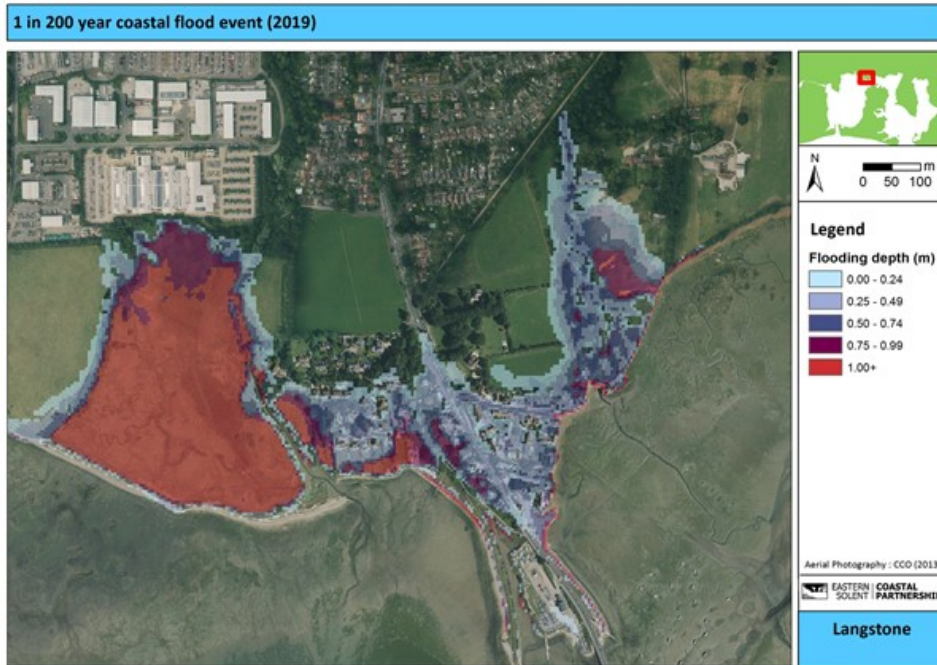 1 in 200 year coastal flood event (2019)
N
m
0 50 100
Legend
Flooding depth (m)
0.00 - 0.24
0.25 - 0.49
0.50 - 0.74
0.75 - 0.99
1.00+
Aerial Photography : CCO (2013
EASTERN SOLENT
COASTAL PARTNERSHIP
Langstone